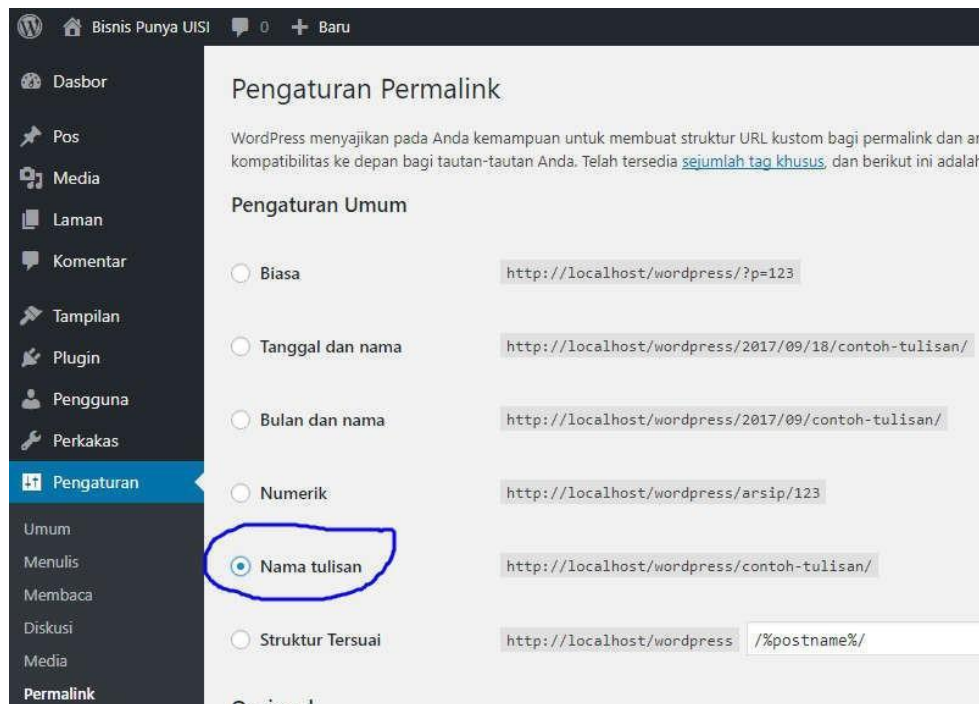 Bisnis Punya UISI 0 + Baru
Dasbor
Pos
Media
Laman
Komentar
Tampilan
Plugin
Pengguna
Perkakas
Pengaturan
Umum
Menulis
Membaca
Diskusi
Media
Permalink
Pengaturan Permalink
WordPress menyajikan pada Anda kemampuan untuk membuat struktur URL kustom bagi permalink dan
kompatibilitas ke depan bagi tautan-tautan Anda. Telah tersedia sejumlah tag khusus, dan berikut ini adalah
Pengaturan Umum
Biasa http://localhost/wordpress/?p=123
Tanggal dan nama http://localhost/wordpress/2017/09/18/contoh-tulisan/
Bulan dan nama http://localhost/wordpress/2017/09/contoh-tulisan/
Numerik http://localhost/wordpress/arsip/123
Nama tulisan http://localhost/wordpress/contoh-tulisan/
Struktur Tersuai http://localhost/wordpress /%postname%/